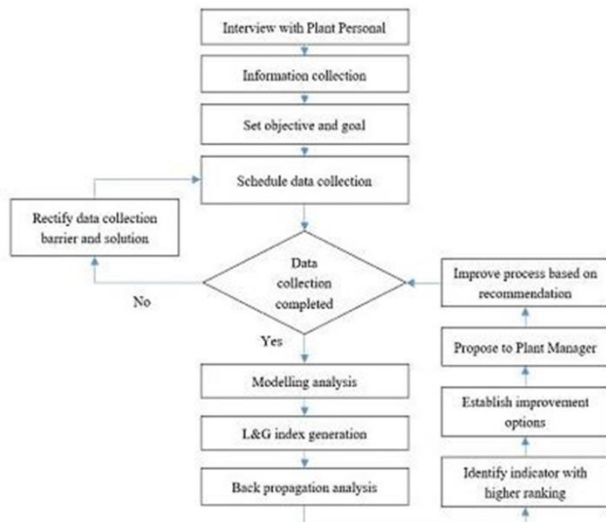 Interview with Plant Personal
Information collection
Set objective and goal
Schedule data collection
Rectify data collection
barrier and solution
Data
collection
completed
No
Yes
Modelling analysis
L&G index generation
Back propagation analysis
Identify indicator with
higher ranking
Establish improvement
options
Propose to Plant Manager
Improve process based on
recommendation